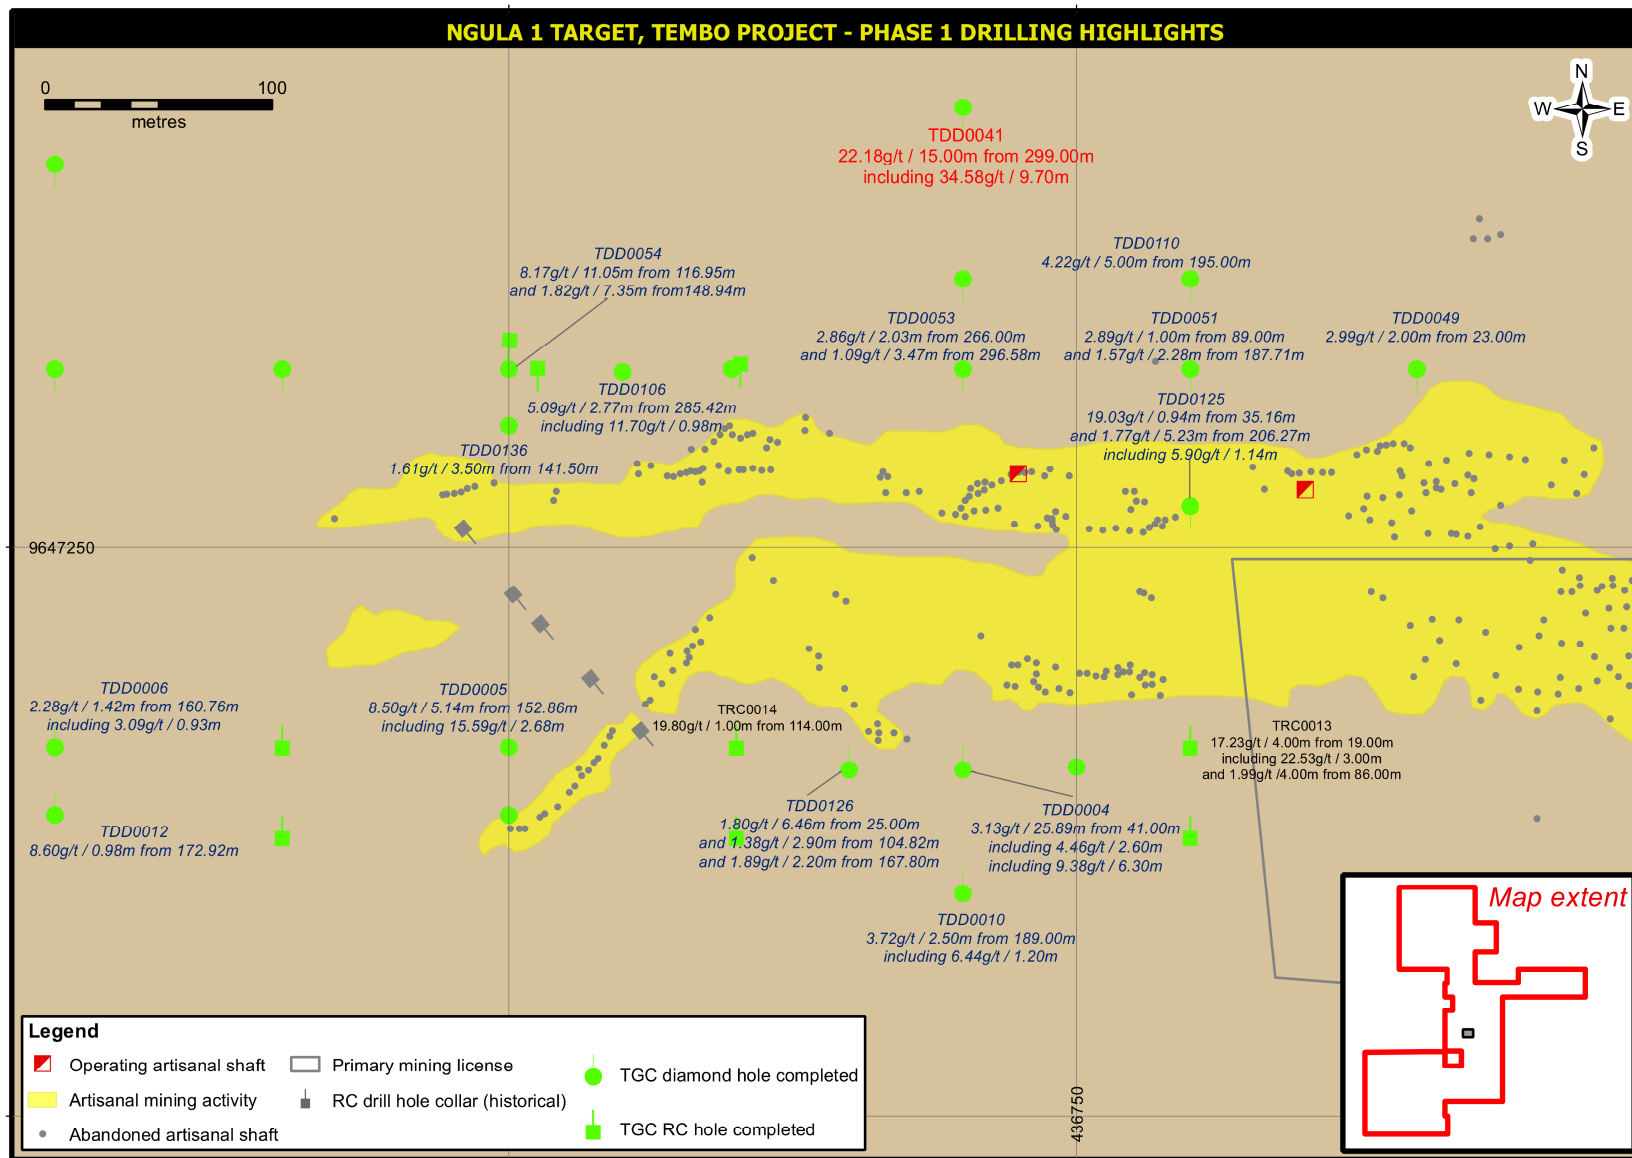 NGULA 1 TARGET, TEMBO PROJECT - PHASE 1 DRILLING HIGHLIGHTS
0 100
metres
N
W E
S
TDD0041
22.18g/t / 15.00m from 299.00m
including 34.58g/t / 9.70m
TDD0054
8.17g/t / 11.05m from 116.95m
and 1.82g/t / 7.35m from148.94m
TDD0110
4.22g/t / 5.00m from 195.00m
TDD0053
2.86g/t / 2.03m from 266.00m
and 1.09g/t / 3.47m from 296.58m
TDD0051
2.89g/t / 1.00m from 89.00m
and 1.57g/t / 2.28m from 187.71m
TDD0049
2.99g/t / 2.00m from 23.00m
TDD0106
5.09g/t / 2.77m from 285.42m
including 11.70g/t / 0.98m
TDD0125
19.03g/t / 0.94m from 35.16m
and 1.77g/t / 5.23m from 206.27m
including 5.90g/t / 1.14m
TDD0136
1.61g/t / 3.50m from 141.50m
9647250
TDD0006
2.28g/t / 1.42m from 160.76m
including 3.09g/t / 0.93m
TDD0005
8.50g/t / 5.14m from 152.86m
including 15.59g/t / 2.68m
TRC0014
19.80g/t / 1.00m from 114.00m
TRC0013
17.23g/t / 4.00m from 19.00m
including 22.53g/t / 3.00m
and 1.99g/t /4.00m from 86.00m
TDD0012
8.60g/t / 0.98m from 172.92m
TDD0126
1.80g/t / 6.46m from 25.00m
and 1.38g/t / 2.90m from 104.82m
and 1.89g/t / 2.20m from 167.80m
TDD0004
3.13g/t / 25.89m from 41.00m
including 4.46g/t / 2.60m
including 9.38g/t / 6.30m
TDD0010
3.72g/t / 2.50m from 189.00m
including 6.44g/t / 1.20m
Map extent
436750
Legend
Operating artisanal shaft
Artisanal mining activity
Abandoned artisanal shaft
Primary mining license
RC drill hole collar (historical)
TGC diamond hole completed
TGC RC hole completed